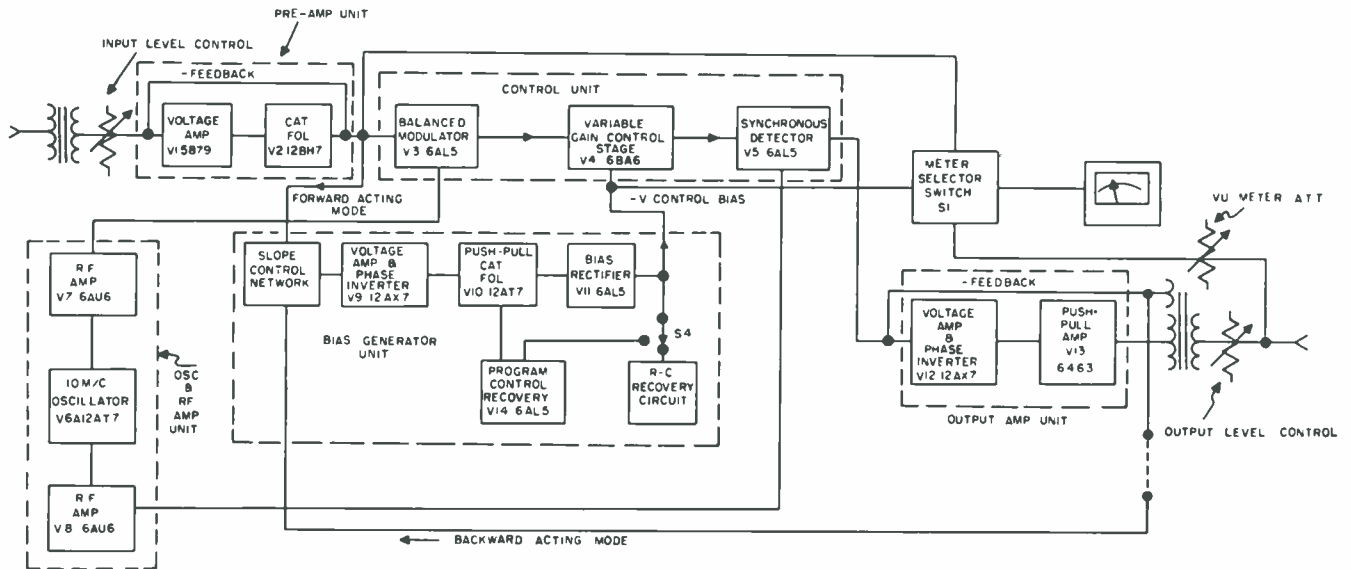 PRE-AMP UNIT
INPUT LEVEL CONTROL
-FEEDBACK
VOLTAGE
AMP
V1 5879
CAT
FOL
V2 12BH7
CONTROL UNIT
BALANCED
MODULATOR
V3 6AL5
VARIABLE
GAIN CONTROL
STAGE
V4 6BA6
SYNCHRONOUS
DETECTOR
V5 6AL5
METER
SELECTOR
SWITCH
S1
FORWARD ACTING
MODE
-V CONTROL BIAS
VU METER ATT
RF
AMP
V7 6AU6
10M/C
OSCILLATOR
V6A12AT7
RF
AMP
V8 6AU6
OSC
&
RF
AMP
UNIT
SLOPE
CONTROL
NETWORK
VOLTAGE
AMP &
PHASE
INVERTER
V9 12AX7
PUSH-PULL
CAT
FOL
V10 12AT7
BIAS
RECTIFIER
V11 6AL5
BIAS GENERATOR
UNIT
S4
PROGRAM
CONTROL
RECOVERY
V14 6AL5
R-C
RECOVERY
CIRCUIT
-FEEDBACK
VOLTAGE
AMP
&
PHASE
INVERTER
V12 12AX7
PUSH-
PULL
AMP
V13
6463
OUTPUT AMP UNIT
OUTPUT LEVEL CONTROL
BACKWARD ACTING MODE